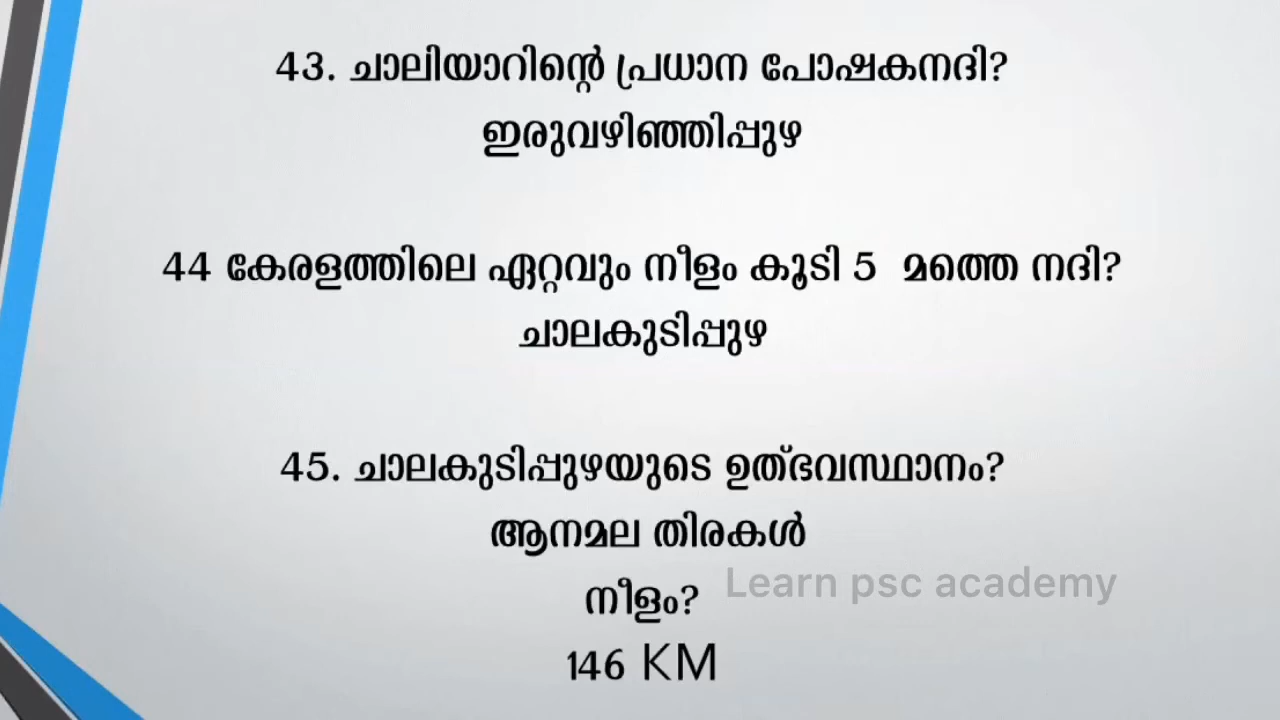 43. ചാലിയാറിന്റെ പ്രധാന പോഷകനദി?
ഇരുവഴിഞ്ഞിപ്പുഴ
44 കേരളത്തിലെ ഏറ്റവും നീളം കൂടി 5 മത്തെ നദി?
ചാലകുടിപ്പുഴ
45. ചാലകുടിപ്പുഴയുടെ ഉത്ഭവസ്ഥാനം?
ആനമല തിരകൾ
Learn psc academy
നീളം?
146 KM